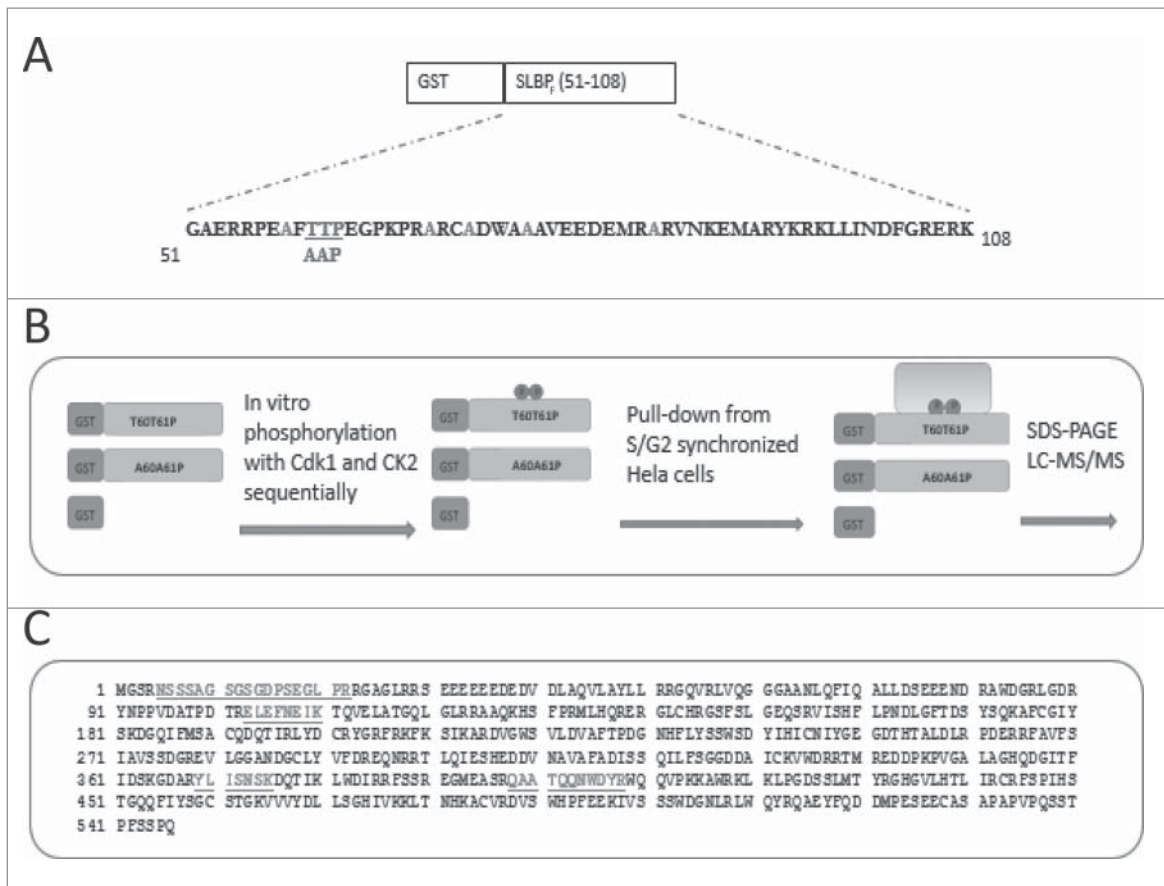 A
GST SLBPF (51-108)
GAERRPEAFTTPEGPKPRARCADWAAAVEEDEMRARVNKEMARYKRKLLINDFGRERK
51 AAP 108
B
GST T60T61P
GST A60A61P
GST
In vitro
phosphorylation
with Cdk1 and CK2
sequentially
GST T60T61P
GST A60A61P
GST
Pull-down from
S/G2 synchronized
Hela cells
GST T60T61P
GST A60A61P
GST
SDS-PAGE
LC-MS/MS
C
1 MGSRNSSSAG SGSGDPSEGL PRRGAGLRRS EEEEEEDEDV DLAQVLAYLL RRGQVRLVQG GGAANLQFIQ ALLDSEEEND RAWDGRLGDR
91 YNPPVDATPD TRELEFNEIK TQVELATGQL GLRRAAQKHS FPRMLHQRER GLCHRGSFSL GEQSRVISHF LPNDLGFTDS YSQKAFCGIY
181 SKDGQIFMSA CQDQTIRLYD CRYGRFRKFK SIKARDVGWS VLDVAFTPDG NHFLYSSWSD YIHICNIYGE GDTHTALDLR PDERRFAVFS
271 IAVSSDGREV LGGANDGCLY VFDREQNRRT LQIESHEDDV NAVAFADISS QILFSGGDDA ICKVWDRRTM REDDPKPVGA LAGHQDGITF
361 IDSKGDARYL ISNSKDQTIK LWDIRRFSSR EGMEASRQAA TQQNWDYRWQ QVPKKAWRKL KLPGDSSLMT YRGHGVLHTL IRCRFSPIHS
451 TGQQFIYSGC STGKVVVYDL LSGHIVKKLT NHKACVRDVS WHPFEEKIVS SSWDGNLRLW QYRQAEYFQD DMPESEECAS APAPVPQSST
541 PFSSPQ